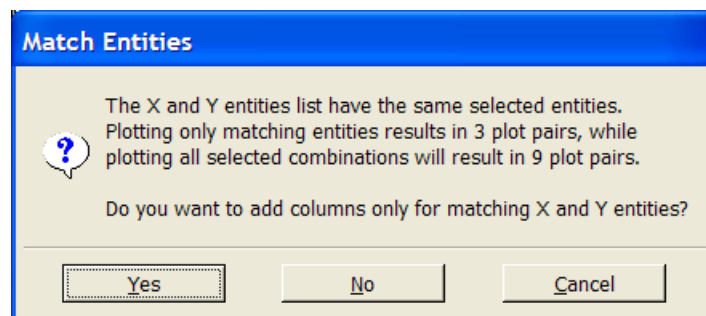 Match Entities
The X and Y entities list have the same selected entities.
Plotting only matching entities results in 3 plot pairs, while
plotting all selected combinations will result in 9 plot pairs.
Do you want to add columns only for matching X and Y entities?
Yes No Cancel